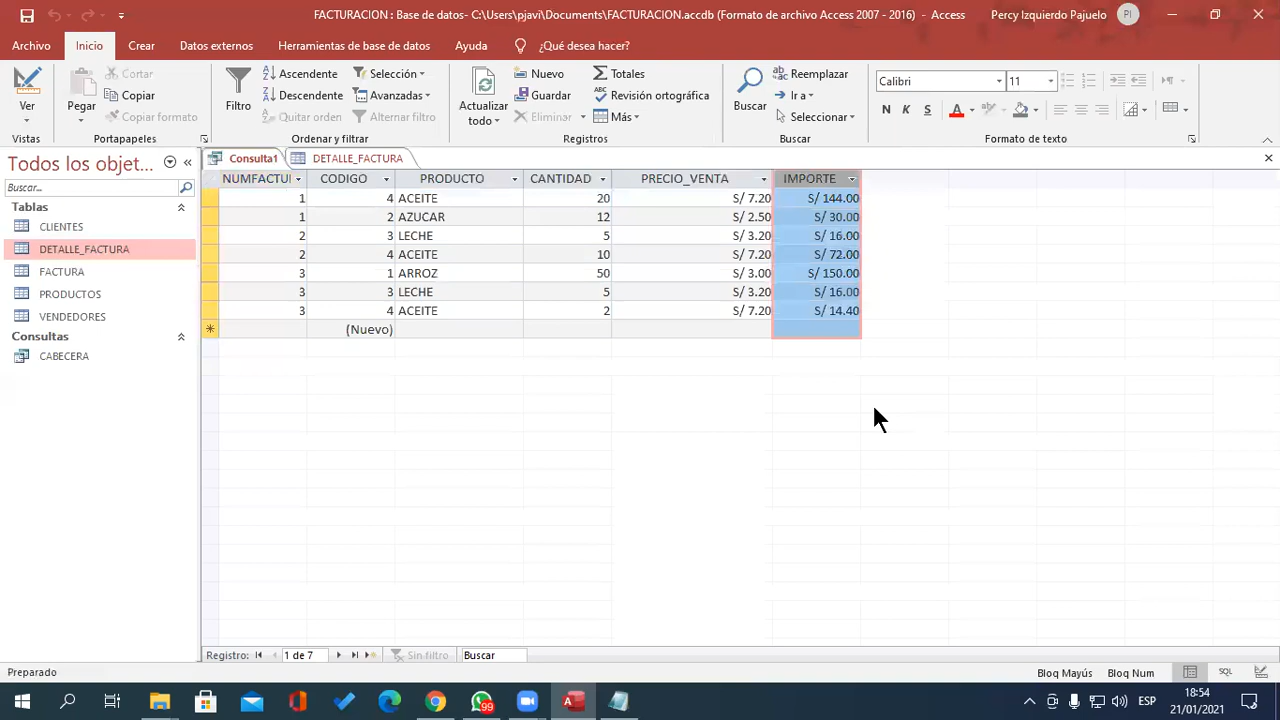 FACTURACION : Base de datos- C:\Users\pjavi\Documents\FACTURACION.accdb (Formato de archivo Access 2007 - 2016) - Access
Percy Izquierdo Pajuelo
PI
Archivo Inicio Crear Datos externos Herramientas de base de datos Ayuda ¿Qué desea hacer?
Ver
Vistas
Pegar
Cortar
Copiar
Copiar formato
Portapapeles
Filtro
Ascendente
Descendente
Quitar orden
Selección
Avanzadas
Alternar filtro
Ordenar y filtrar
Actualizar
todo
Nuevo
Guardar
Eliminar
Totales
Revisión ortográfica
Más
Registros
Buscar
Reemplazar
Ir a
Seleccionar
Buscar
Calibri 11
N K S
Formato de texto
Todos los objet...
Buscar...
Tablas
CLIENTES
DETALLE_FACTURA
FACTURA
PRODUCTOS
VENDEDORES
Consultas
CABECERA
Consulta1 DETALLE_FACTURA
NUMFACTUI CODIGO PRODUCTO CANTIDAD PRECIO_VENTA IMPORTE
1 4 ACEITE 20 S/ 7.20 S/ 144.00
1 2 AZUCAR 12 S/ 2.50 S/ 30.00
2 3 LECHE 5 S/ 3.20 S/ 16.00
2 4 ACEITE 10 S/ 7.20 S/ 72.00
3 1 ARROZ 50 S/ 3.00 S/ 150.00
3 3 LECHE 5 S/ 3.20 S/ 16.00
3 4 ACEITE 2 S/ 7.20 S/ 14.40
(Nuevo)
Registro: 1 de 7 Sin filtro Buscar
Preparado
Bloq Mayús Bloq Num SQL
99
ESP
18:54
21/01/2021